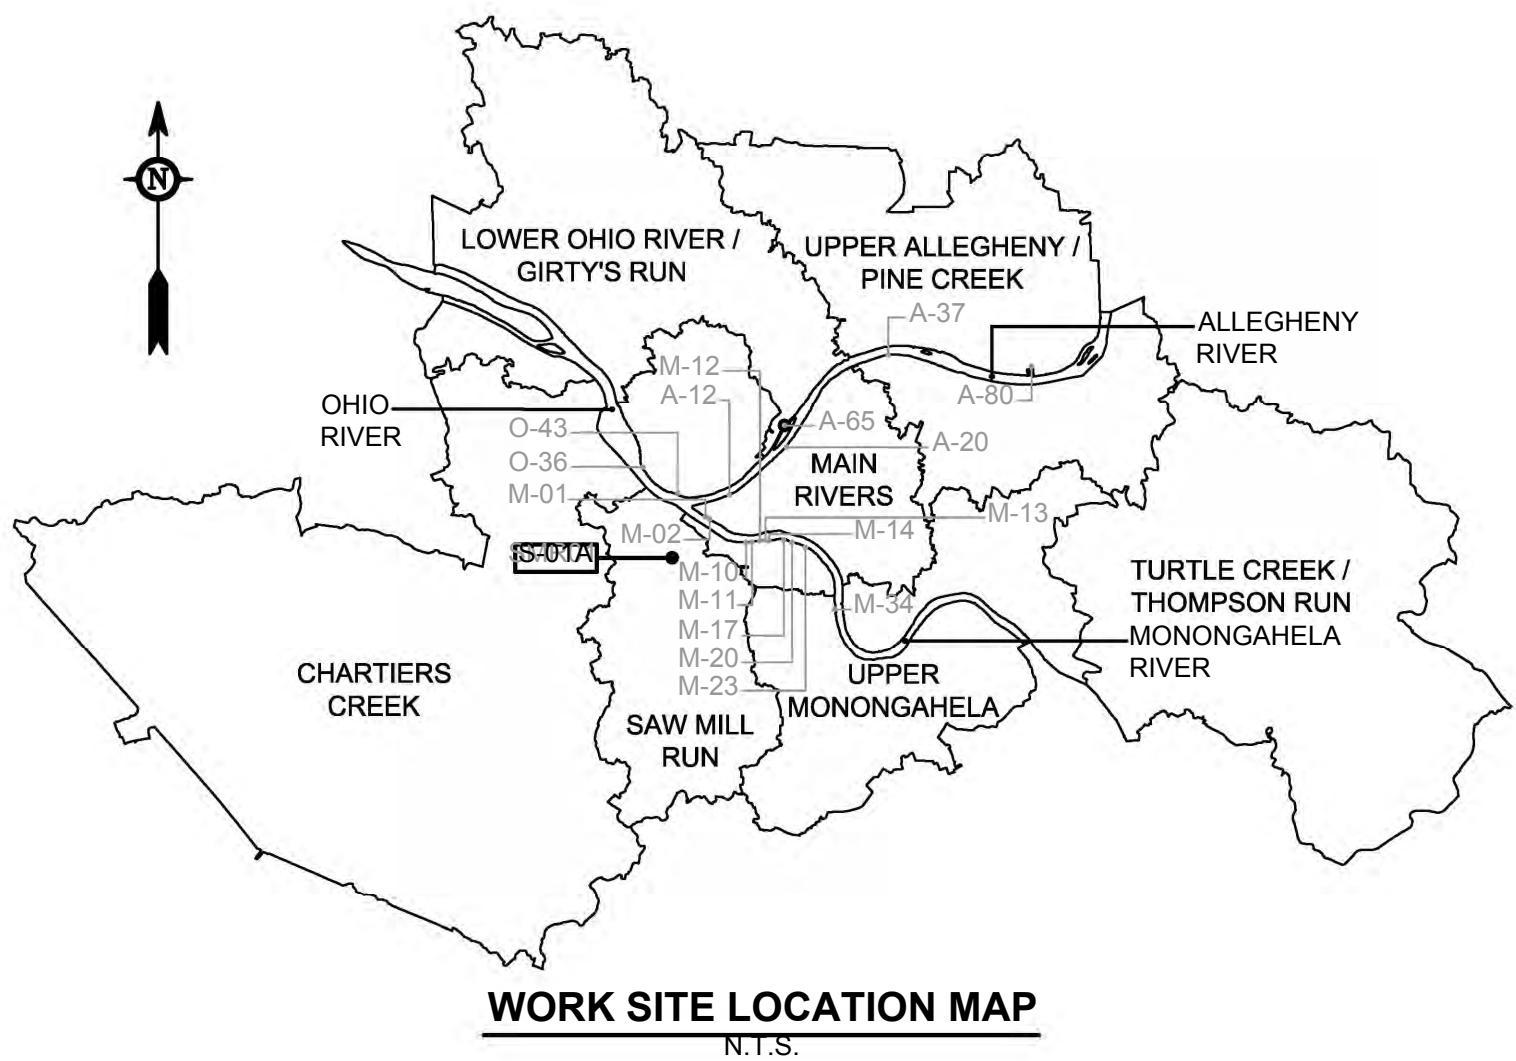 N
LOWER OHIO RIVER /
GIRTY'S RUN
UPPER ALLEGHENY /
PINE CREEK
A-37
ALLEGHENY
RIVER
M-12
A-12
A-80
OHIO
RIVER
O-43
A-65
A-20
O-36
MAIN
RIVERS
M-01
M-13
M-02
M-14
S-01A
M-10
M-11
M-34
M-17
M-20
M-23
TURTLE CREEK /
THOMPSON RUN
MONONGAHELA
RIVER
CHARTIERS
CREEK
UPPER
MONONGAHELA
SAW MILL
RUN
WORK SITE LOCATION MAP
N.T.S.